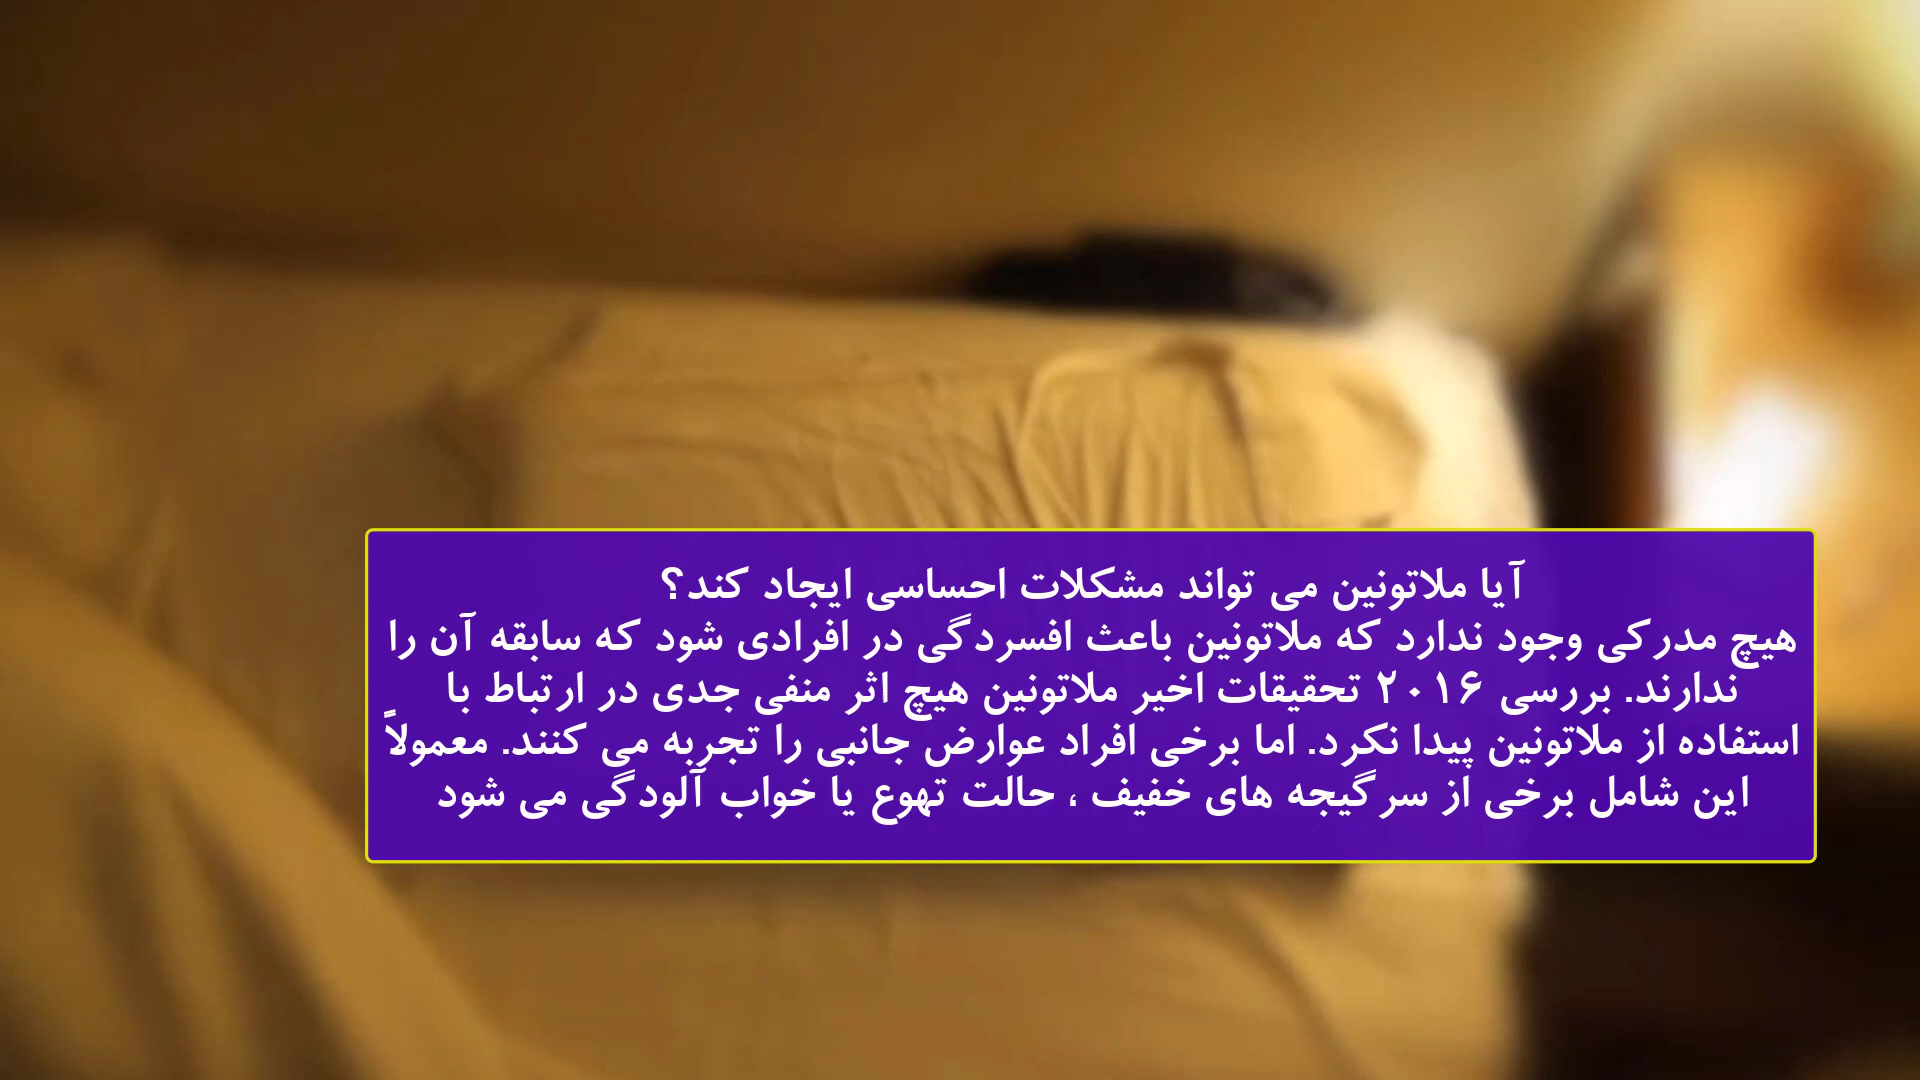 آیا ملاتونین می تواند مشکلات احساسی ایجاد کند؟
هیچ مدرکی وجود ندارد که ملاتونین باعث افسردگی در افرادی شود که سابقه آن را
ندارند. بررسی ۲۰۱۶ تحقیقات اخیر ملاتونین هیچ اثر منفی جدی در ارتباط با
استفاده از ملاتونین پیدا نکرد. اما برخی افراد عوارض جانبی را تجربه می کنند. معمولاً
این شامل برخی از سرگیجه های خفیف ، حالت تهوع یا خواب آلودگی می شود